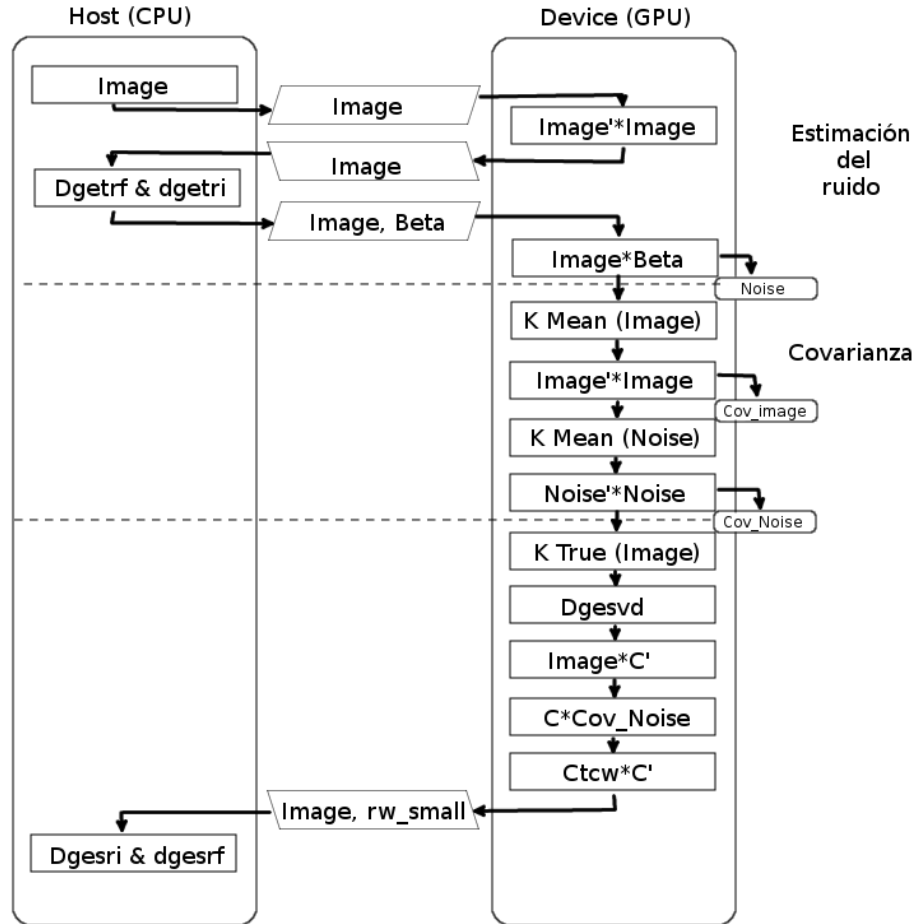 Host (CPU)
Device (GPU)
Image
Image
Image'*Image
Estimación
del
ruido
Image
Dgetrf & dgetri
Image, Beta
Image*Beta
Noise
K Mean (Image)
Covarianza
Image'*Image
Cov_image
K Mean (Noise)
Noise'*Noise
Cov_Noise
K True (Image)
Dgesvd
Image*C'
C*Cov_Noise
Ctcw*C'
Image, rw_small
Dgesri & dgesrf